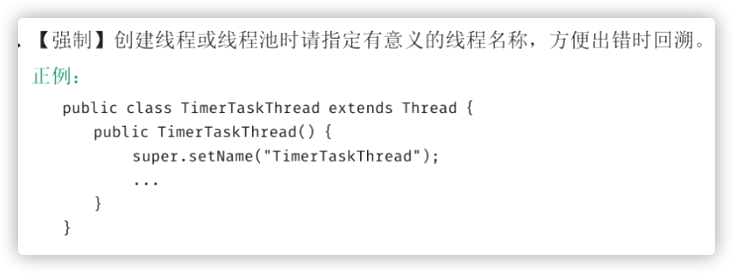 . 【强制】创建线程或线程池时请指定有意义的线程名称，方便出错时回溯。
正例：
public class TimerTaskThread extends Thread {
public TimerTaskThread() {
super.setName("TimerTaskThread");
...
}
}